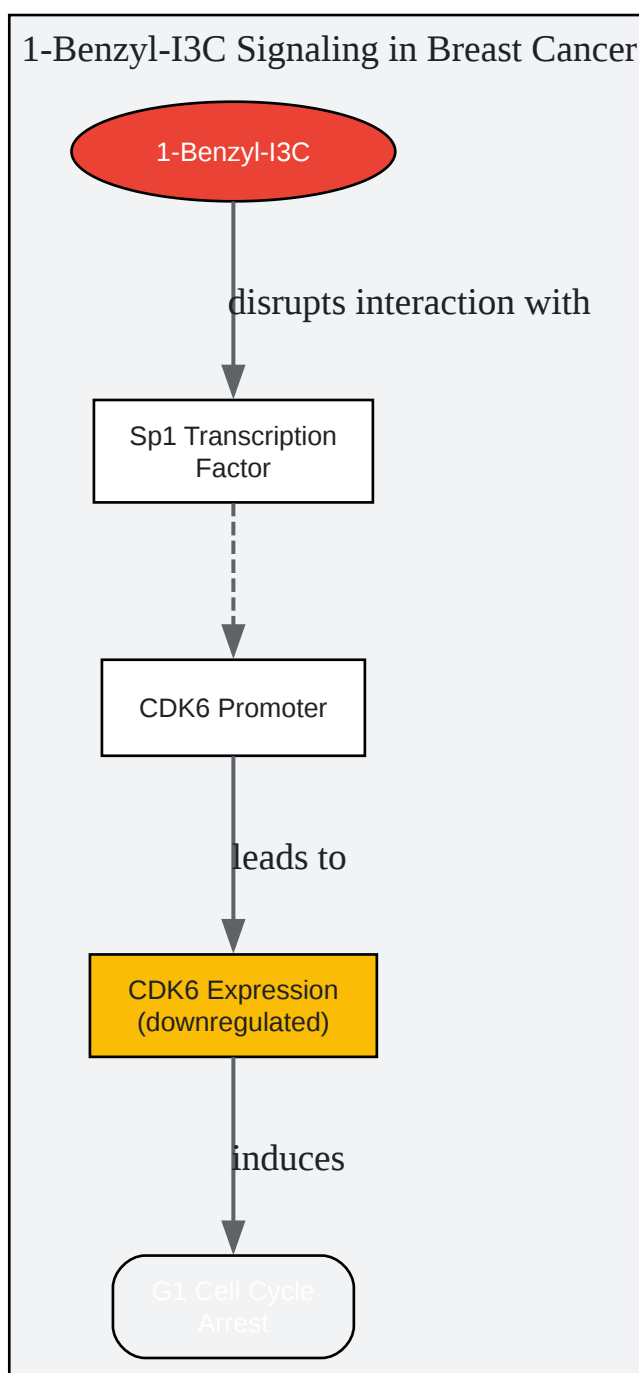 1-Benzyl-I3C Signaling in Breast Cancer
1-Benzyl-I3C
disrupts interaction with
Sp1 Transcription
Factor
CDK6 Promoter
leads to
CDK6 Expression
(downregulated)
induces
G1 Cell Cycle
Arrest